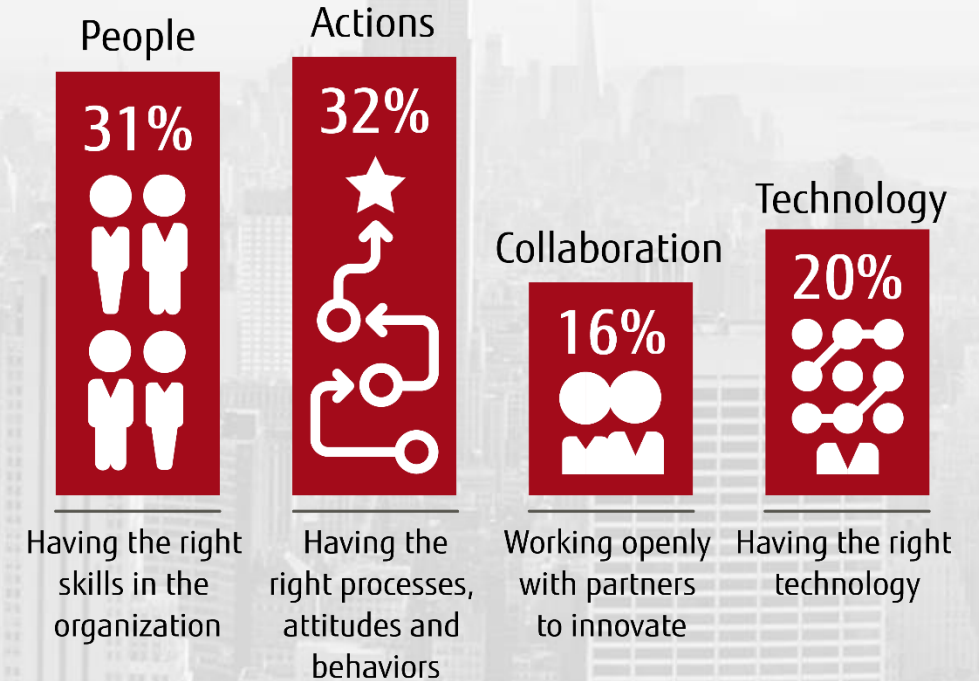 People
31%
Having the right
skills in the
organization
Actions
32%
Having the
right processes,
attitudes and
behaviors
Collaboration
16%
Working openly
with partners
to innovate
Technology
20%
Having the right
technology